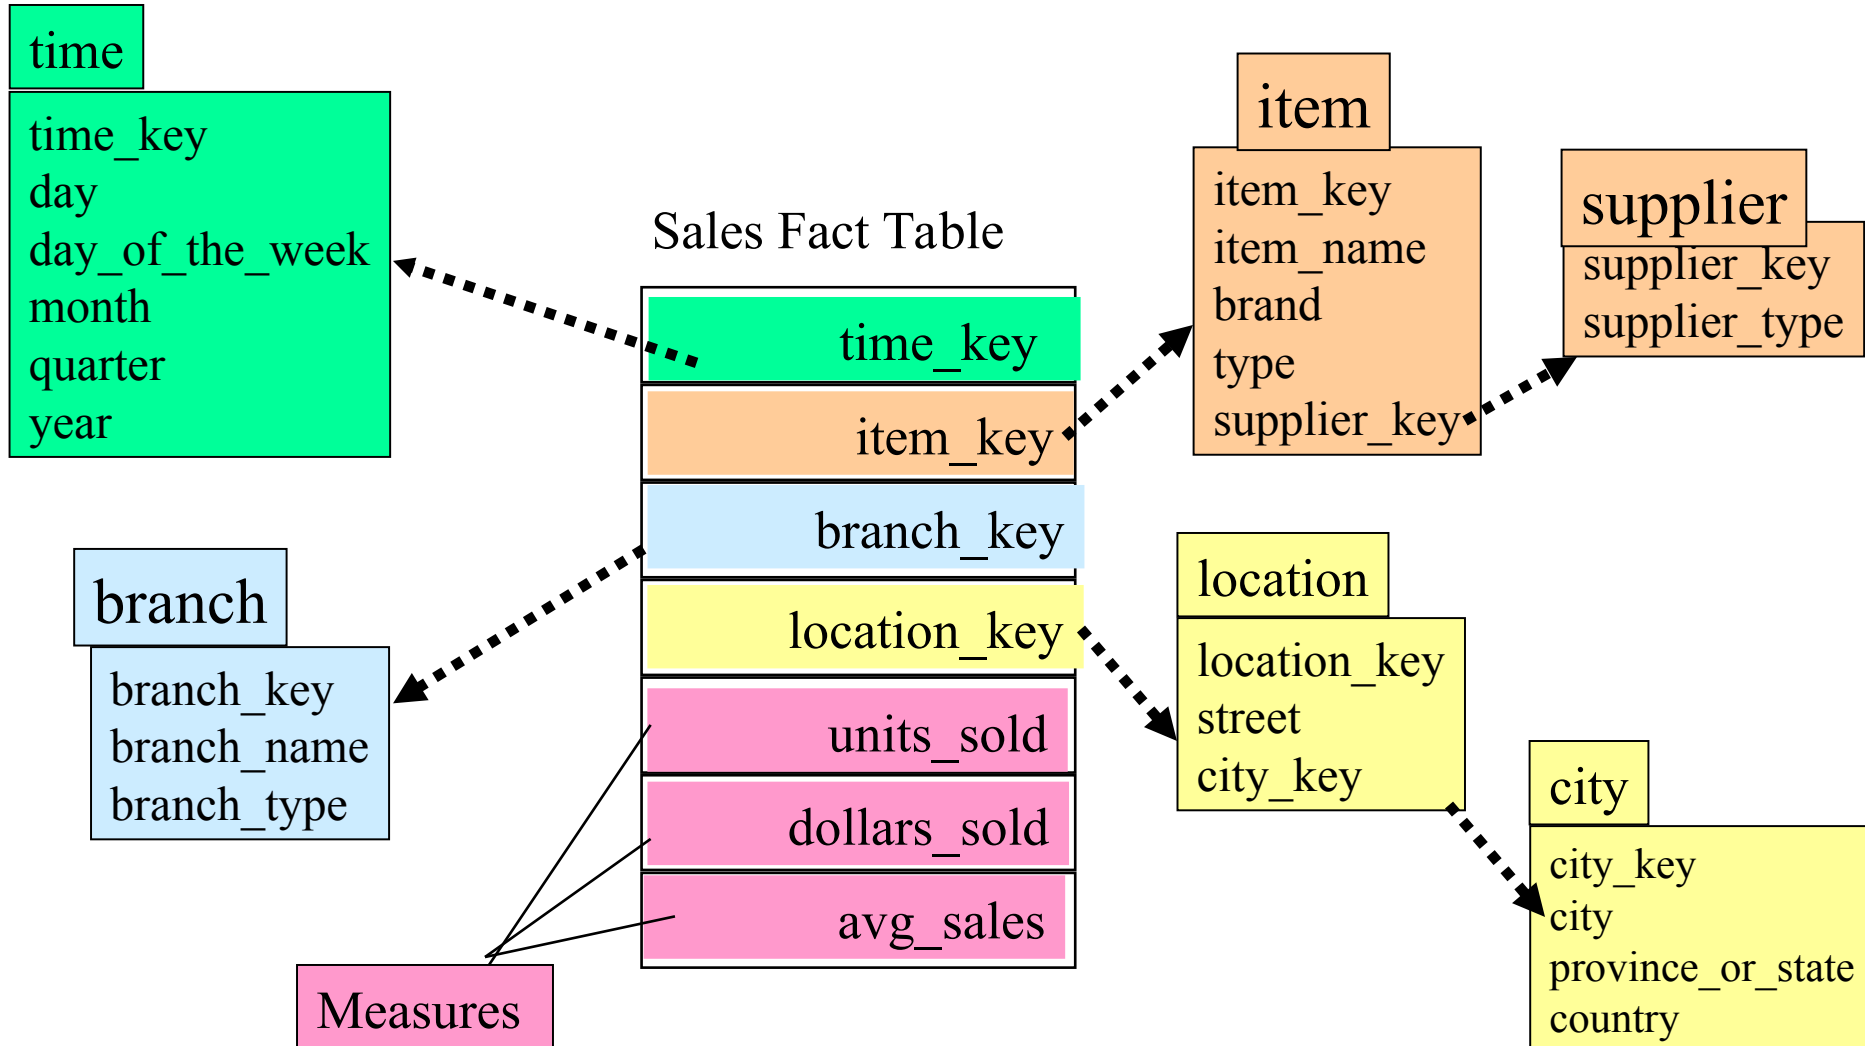 time
time_key
day
day_of_the_week
month
quarter
year
branch
branch_key
branch_name
branch_type
Sales Fact Table
time_key
item_key
branch_key
location_key
units_sold
dollars_sold
avg_sales
Measures
item
item_key
item_name
brand
type
supplier_key
supplier
supplier_key
supplier_type
location
location_key
street
city_key
city
city_key
city
province_or_state
country